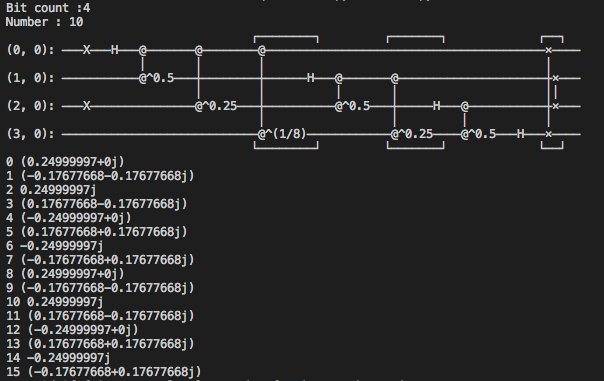 Bit count :4
Number : 10
(0, 0): ───X───H───@────────@───────────@───────────────────────────────────────×───
(1, 0): ───────────@^0.5────┼───────────┼──────H───@────────@───────────────────┼×──
(2, 0): ───X────────────────@^0.25──────┼──────────@^0.5────┼──────H───@────────┼×──
(3, 0): ────────────────────────────────@^(1/8)─────────────@^0.25─────@^0.5───H───×───
0 (0.24999997+0j)
1 (-0.17677668-0.17677668j)
2 0.24999997j
3 (0.17677668-0.17677668j)
4 (-0.24999997+0j)
5 (0.17677668+0.17677668j)
6 -0.24999997j
7 (-0.17677668+0.17677668j)
8 (0.24999997+0j)
9 (-0.17677668-0.17677668j)
10 0.24999997j
11 (0.17677668-0.17677668j)
12 (-0.24999997+0j)
13 (0.17677668+0.17677668j)
14 -0.24999997j
15 (-0.17677668+0.17677668j)